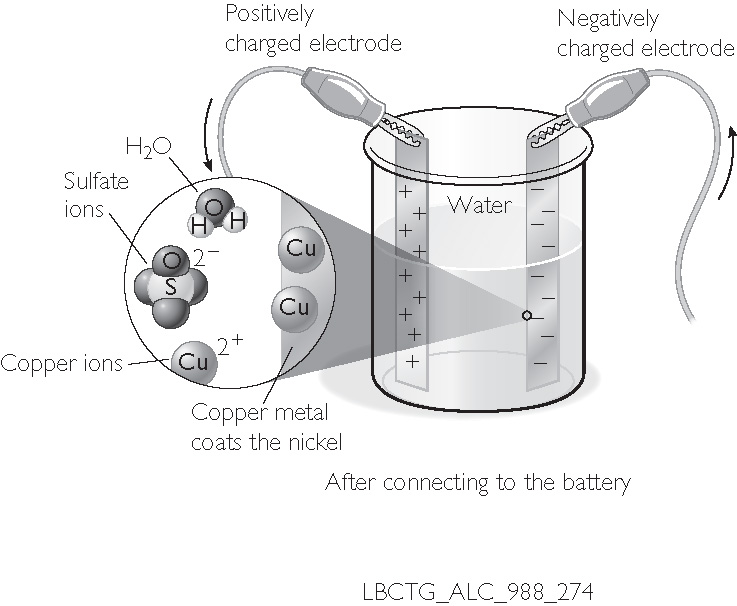 Positively
charged electrode
Negatively
charged electrode
H₂O
Sulfate
ions
Water
O
H H
O 2−
S
Cu
Cu
Copper ions
Cu 2+
+
+
+
+
+
+
+
+
−
−
−
−
−
−
−
−
Copper metal
coats the nickel
After connecting to the battery
LBCTG_ALC_988_274